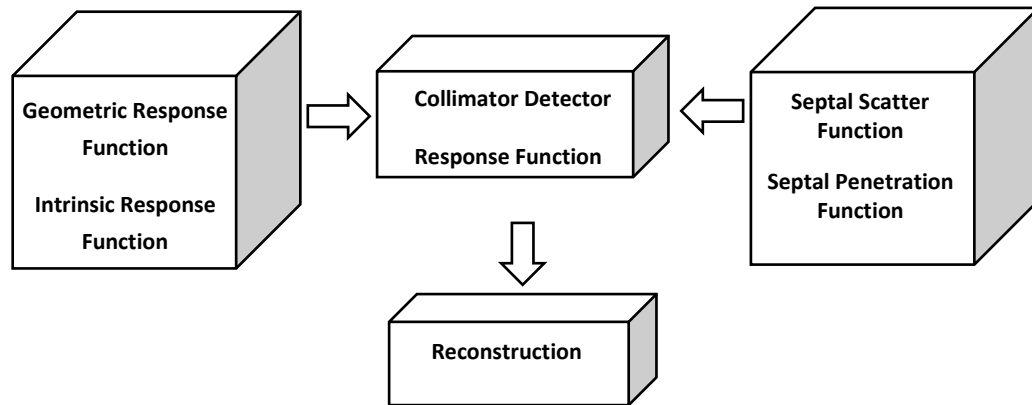 Geometric Response
Function
Intrinsic Response
Function
Collimator Detector
Response Function
Septal Scatter
Function
Septal Penetration
Function
Reconstruction